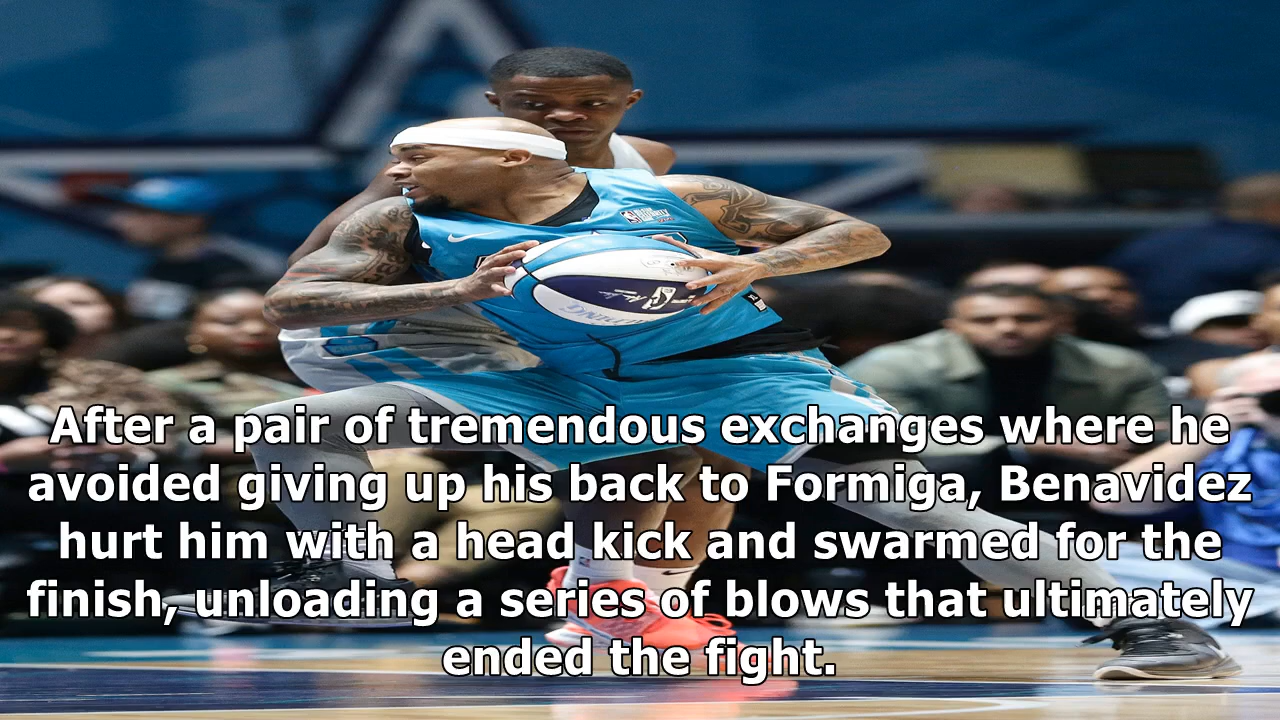 After a pair of tremendous exchanges where he
avoided giving up his back to Formiga, Benavidez
hurt him with a head kick and swarmed for the
finish, unloading a series of blows that ultimately
ended the fight.